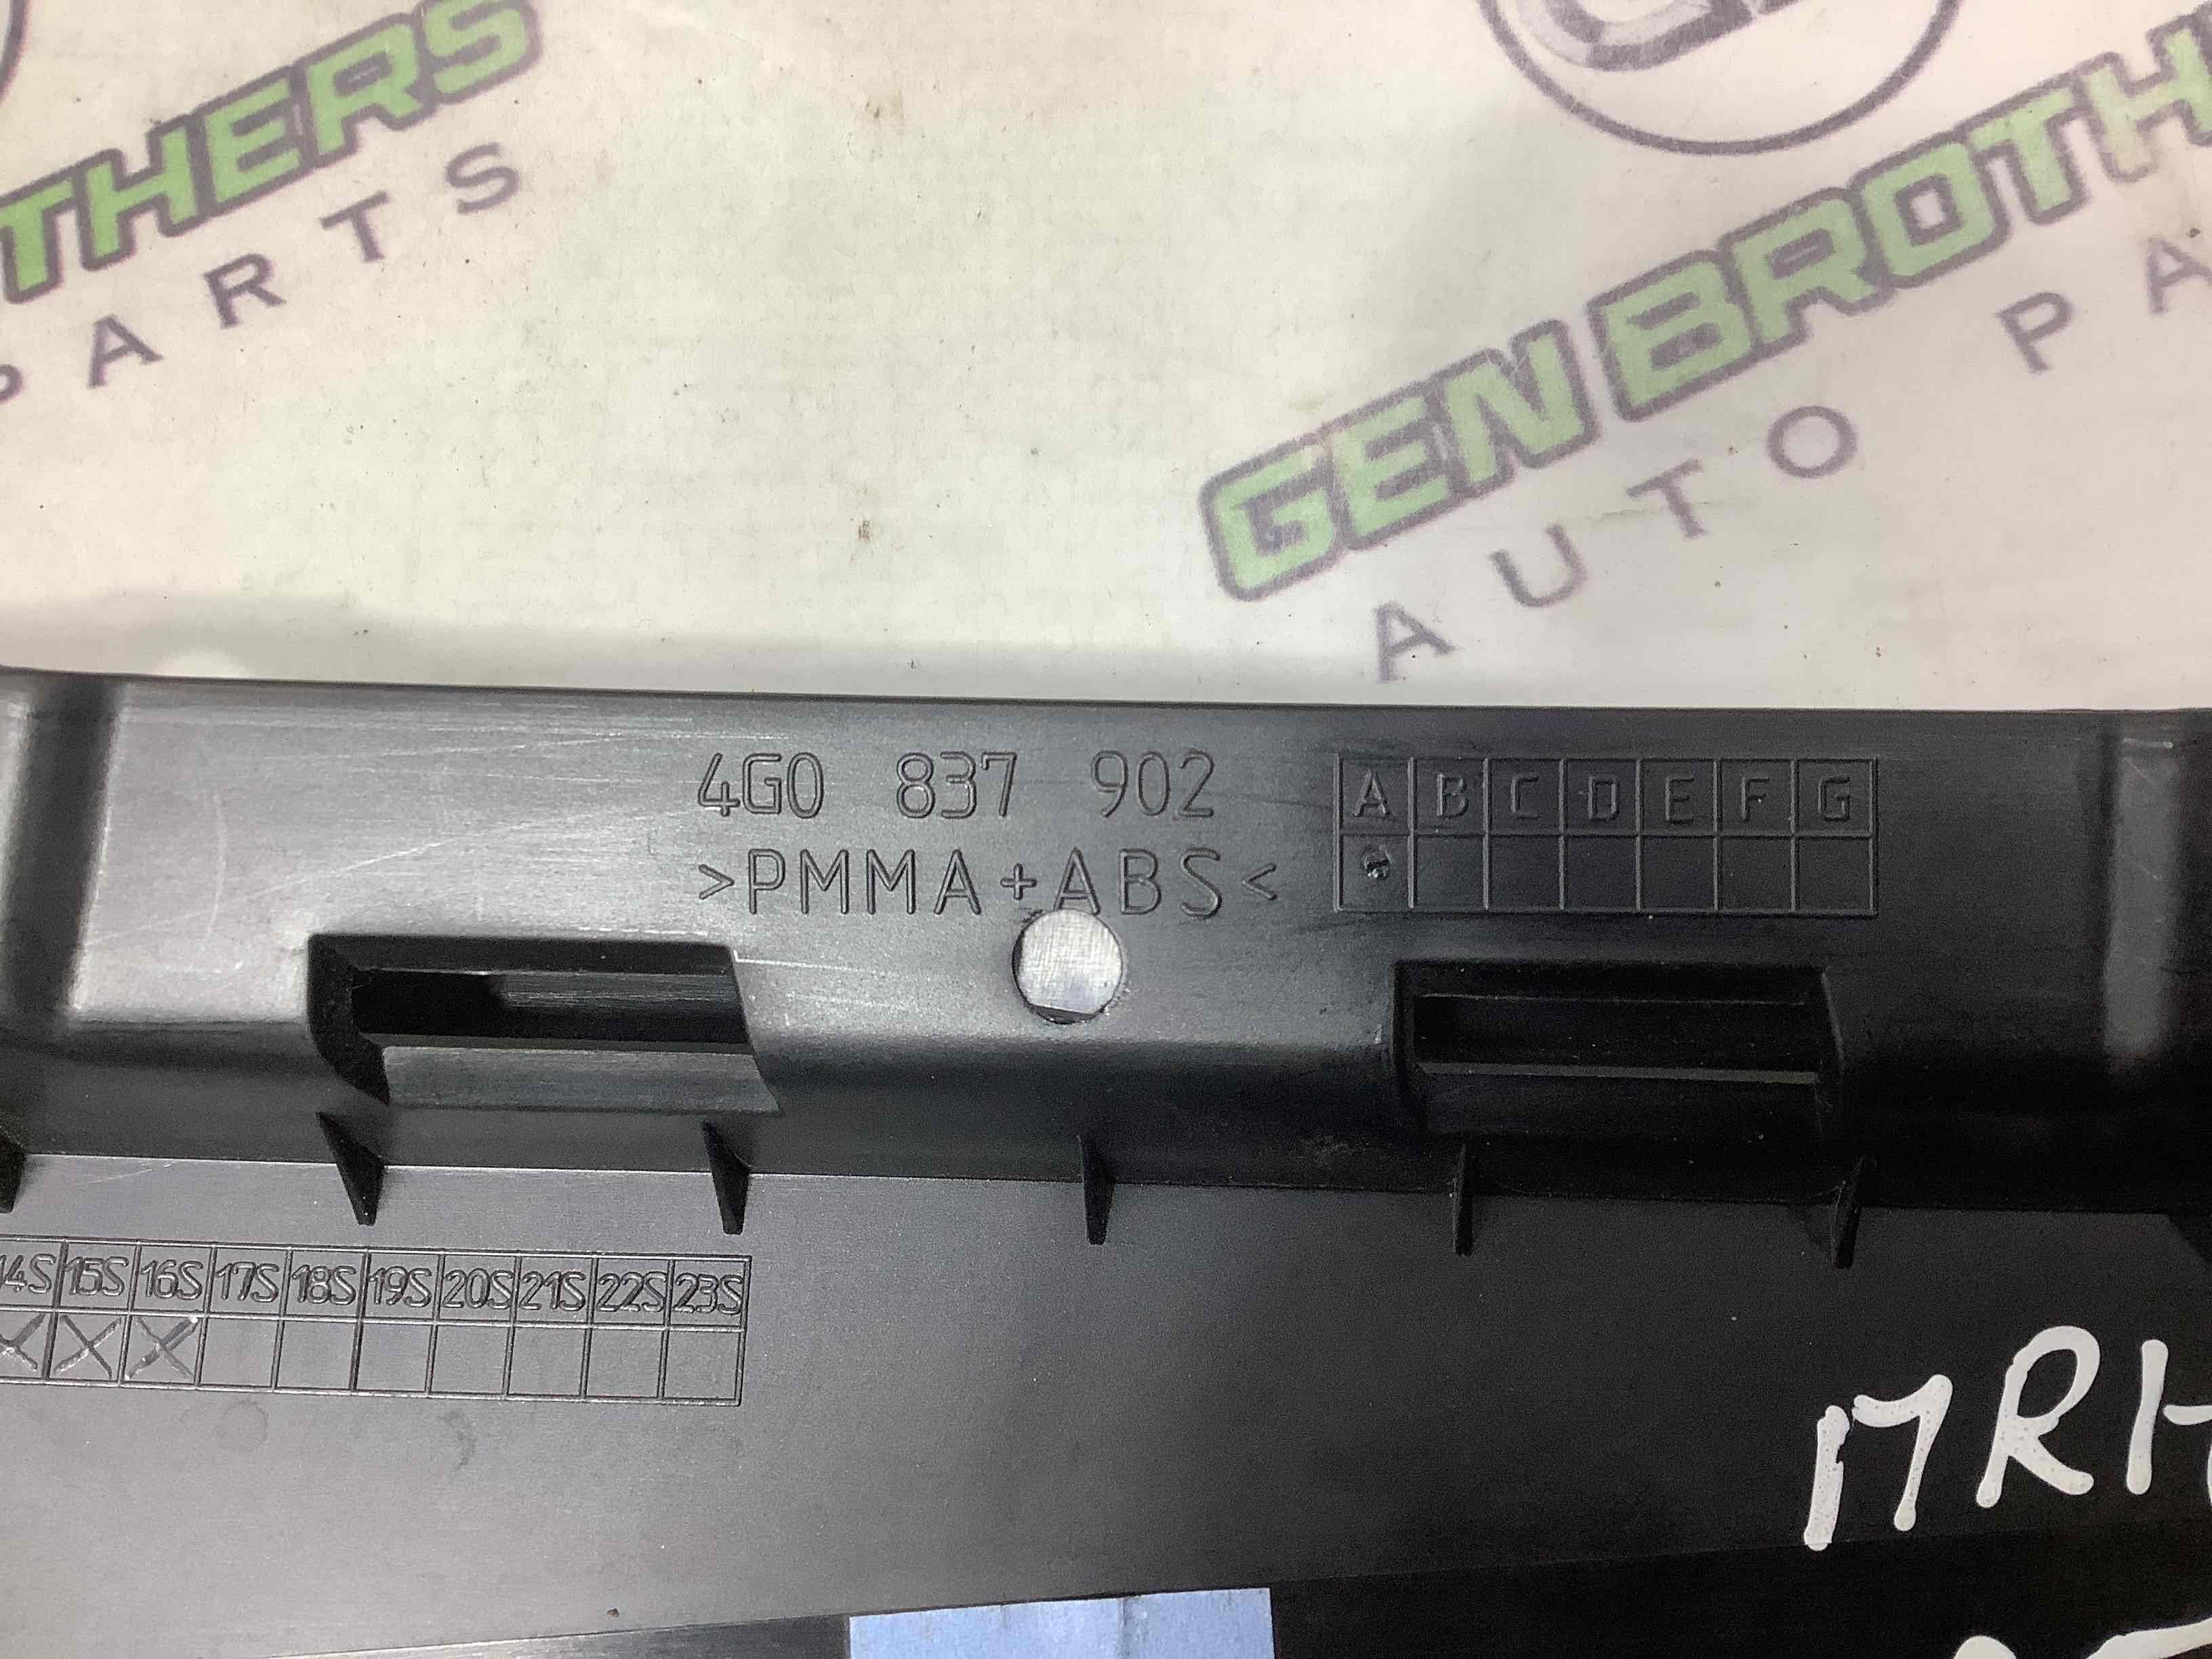 THERS
PARTS
GEN BROTH
AUTO PA
4G0 837 902
>PMMA+ABS<
A B C D E F G
14S 15S 16S 17S 18S 19S 20S 21S 22S 23S
17RH